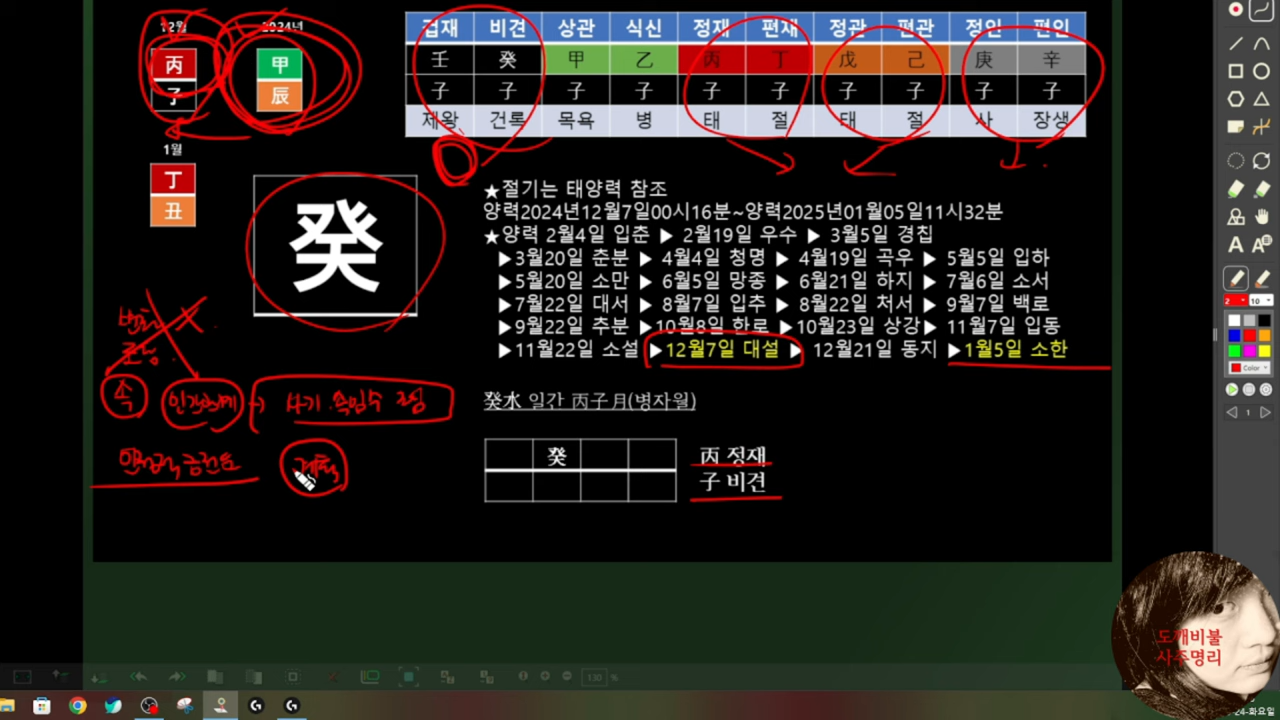 12월 2024년
丙 甲
子 辰
1월
丁
丑
癸
겁재 비견 상관 식신 정재 편재 정관 편관 정인 편인
壬 癸 甲 乙 丙 丁 戊 己 庚 辛
子 子 子 子 子 子 子 子 子 子
제왕 건록 목욕 병 태 절 태 절 사 장생
★절기는 태양력 참조
양력2024년12월7일00시16분~양력2025년01월05일11시32분
★양력 2월4일 입춘 ▶ 2월19일 우수 ▶ 3월5일 경칩
▶3월20일 춘분 ▶ 4월4일 청명 ▶ 4월19일 곡우 ▶ 5월5일 입하
▶5월20일 소만 ▶ 6월5일 망종 ▶ 6월21일 하지 ▶ 7월6일 소서
▶7월22일 대서 ▶ 8월7일 입추 ▶ 8월22일 처서 ▶ 9월7일 백로
▶9월22일 추분 ▶10월8일 한로 ▶10월23일 상강▶ 11월7일 입동
▶11월22일 소설 ▶12월7일 대설 ▶ 12월21일 동지 ▶1월5일 소한
속 인간관계
癸水 일간 丙子月(병자월)
癸
丙 정재
子 비견
도깨비불
사주명리
A A
2 10
Color
1
130 %
24-화요일